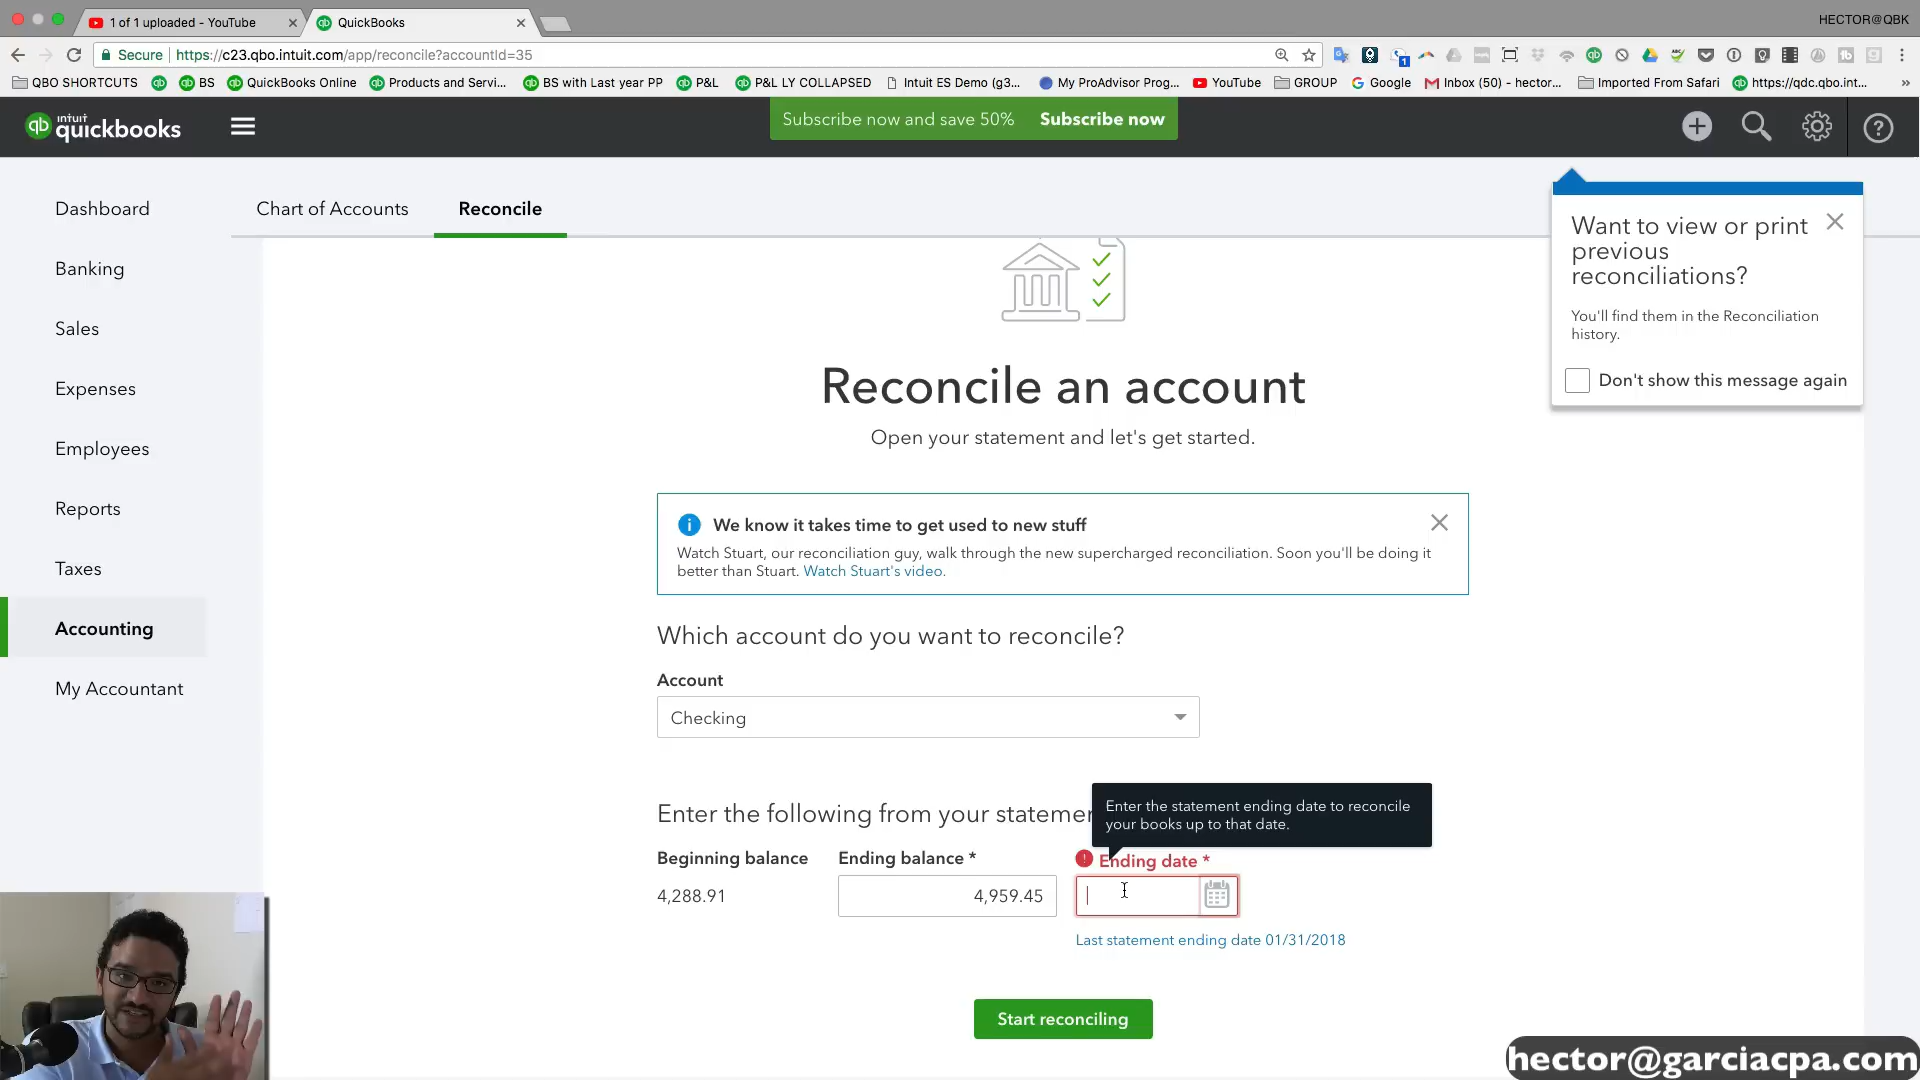 HECTOR@QBK
1 of 1 uploaded - YouTube
QuickBooks
Secure https://c23.qbo.intuit.com/app/reconcile?accountId=35
1
QBO SHORTCUTS
BS
QuickBooks Online
Products and Servi...
BS with Last year PP
P&L
P&L LY COLLAPSED
Intuit ES Demo (g3...
My ProAdvisor Prog...
YouTube
GROUP
Google
Inbox (50) - hector...
Imported From Safari
https://qdc.qbo.int...
»
qb intuit quickbooks
Subscribe now and save 50% Subscribe now
Dashboard
Banking
Sales
Expenses
Employees
Reports
Taxes
Accounting
My Accountant
Chart of Accounts
Reconcile
Want to view or print
previous
reconciliations?
You'll find them in the Reconciliation
history.
Don't show this message again
Reconcile an account
Open your statement and let's get started.
We know it takes time to get used to new stuff
Watch Stuart, our reconciliation guy, walk through the new supercharged reconciliation. Soon you'll be doing it
better than Stuart. Watch Stuart's video.
Which account do you want to reconcile?
Account
Checking
Enter the following from your statemen
Enter the statement ending date to reconcile
your books up to that date.
Beginning balance
Ending balance *
Ending date *
4,288.91
4,959.45
Last statement ending date 01/31/2018
Start reconciling
hector@garciacpa.com